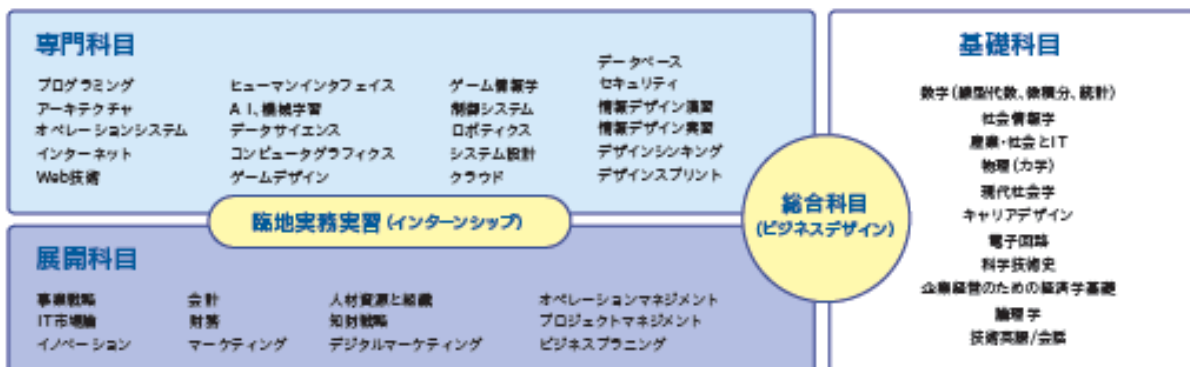 専門科目
プログラミング
アーキテクチャ
オペレーションシステム
インターネット
Web技術
ヒューマンインタフェイス
AI、機械学習
データサイエンス
コンピュータグラフィクス
ゲームデザイン
ゲーム情報学
制御システム
ロボティクス
システム設計
クラウド
データベース
セキュリティ
情報デザイン演習
情報デザイン実習
デザインシンキング
デザインスプリント
臨地実務実習(インターンシップ)
総合科目
(ビジネスデザイン)
展開科目
事業戦略
IT市場論
イノベーション
会計
財務
マーケティング
人材資源と組織
知財戦略
デジタルマーケティング
オペレーションマネジメント
プロジェクトマネジメント
ビジネスプラニング
基礎科目
数学(線型代数、微積分、統計)
社会情報学
産業・社会とIT
物理(力学)
現代社会学
キャリアデザイン
電子回路
科学技術史
企業経営のための経済学基礎
論理学
技術英語/会話